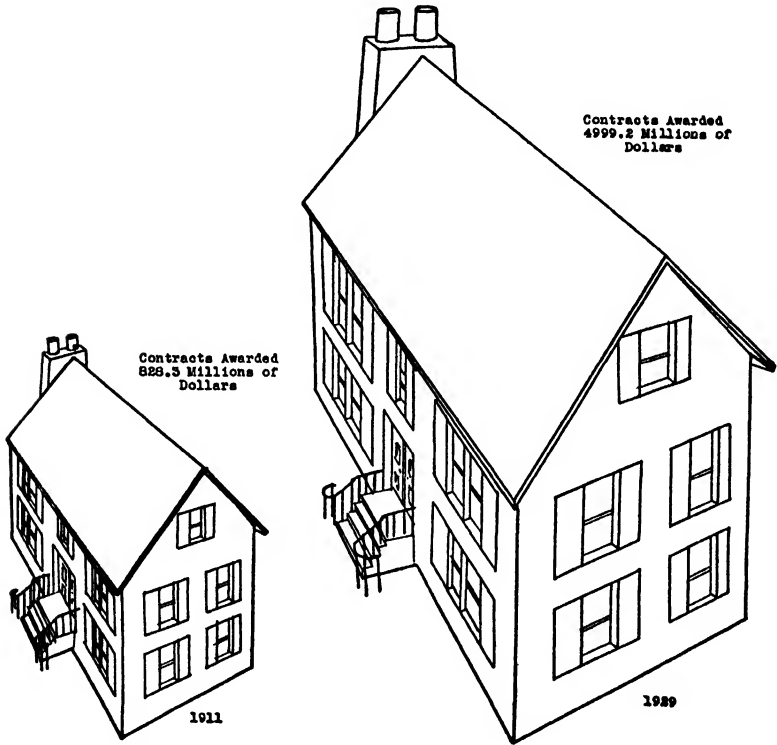 Contracts Awarded
4999.2 Millions of
Dollars
Contracts Awarded
828.3 Millions of
Dollars
1911
1929